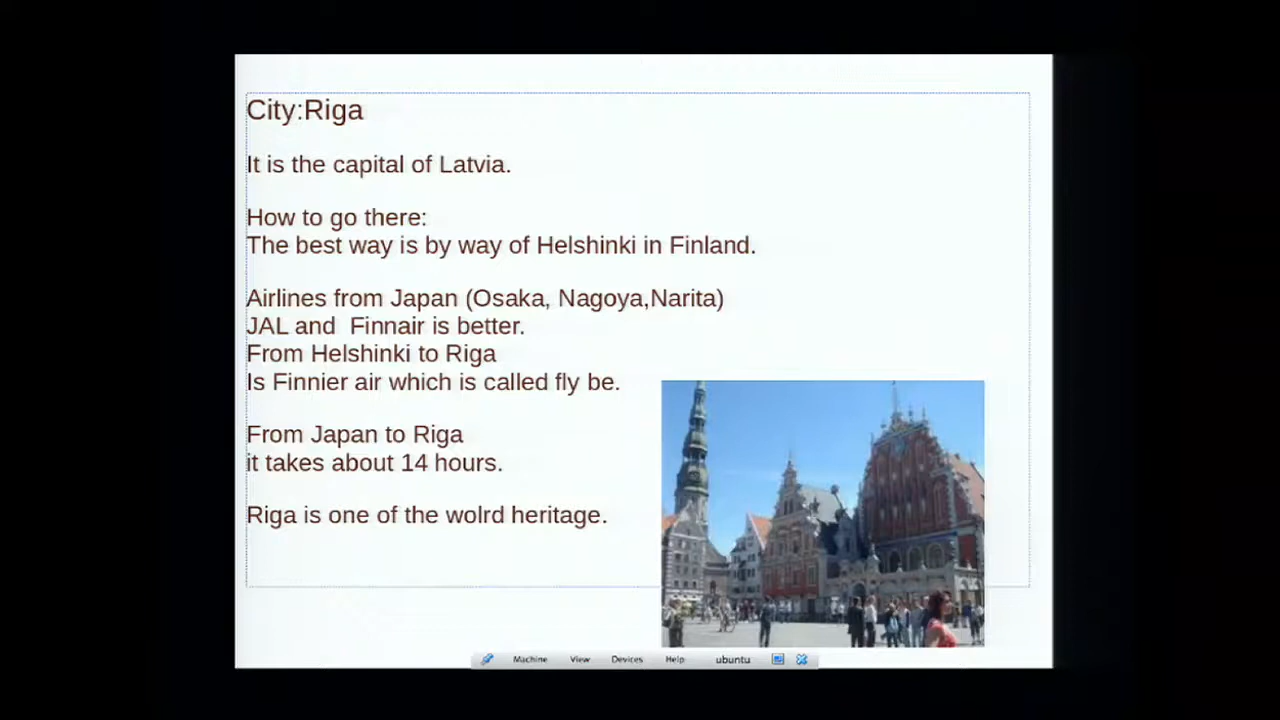 City:Riga
It is the capital of Latvia.
How to go there:
The best way is by way of Helshinki in Finland.
Airlines from Japan (Osaka, Nagoya,Narita)
JAL and  Finnair is better.
From Helshinki to Riga
Is Finnier air which is called fly be.
From Japan to Riga
it takes about 14 hours.
Riga is one of the wolrd heritage.
Machine View Devices Help ubuntu